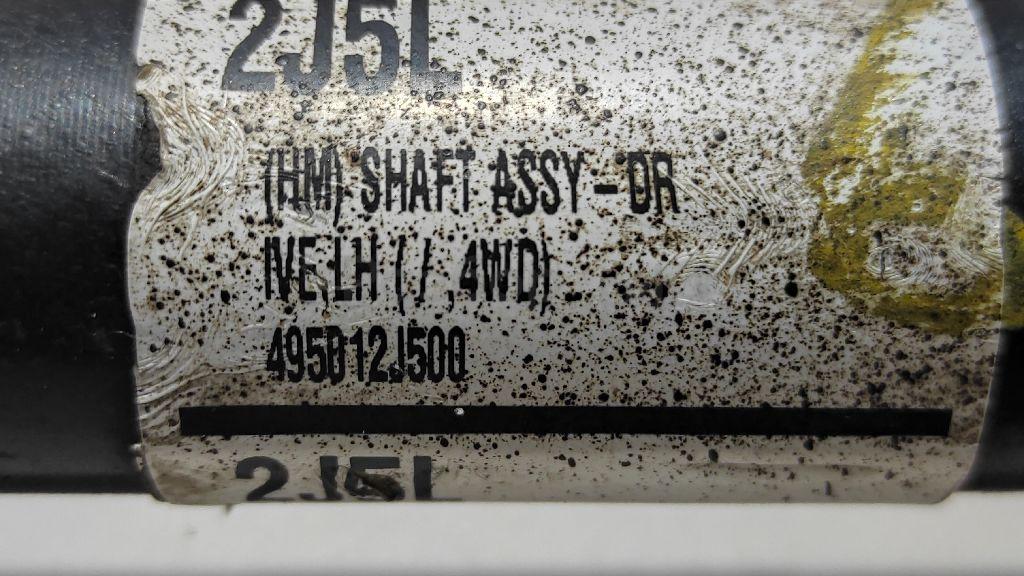 2J5L
(HM) SHAFT ASSY-DR
IVE,LH (/ ,4WD)
495012J500
2J5L